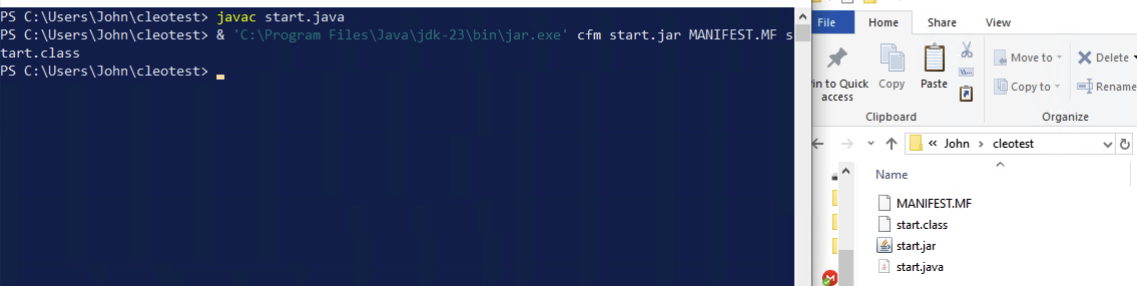 PS C:\Users\John\cleotest> javac start.java
PS C:\Users\John\cleotest> & 'C:\Program Files\Java\jdk-23\bin\jar.exe' cfm start.jar MANIFEST.MF s
tart.class
PS C:\Users\John\cleotest>
File Home Share View
in to Quick
access
Copy
Paste
Move to
Copy to
Delete
Rename
Clipboard
Organize
« John › cleotest
Name
MANIFEST.MF
start.class
start.jar
start.java